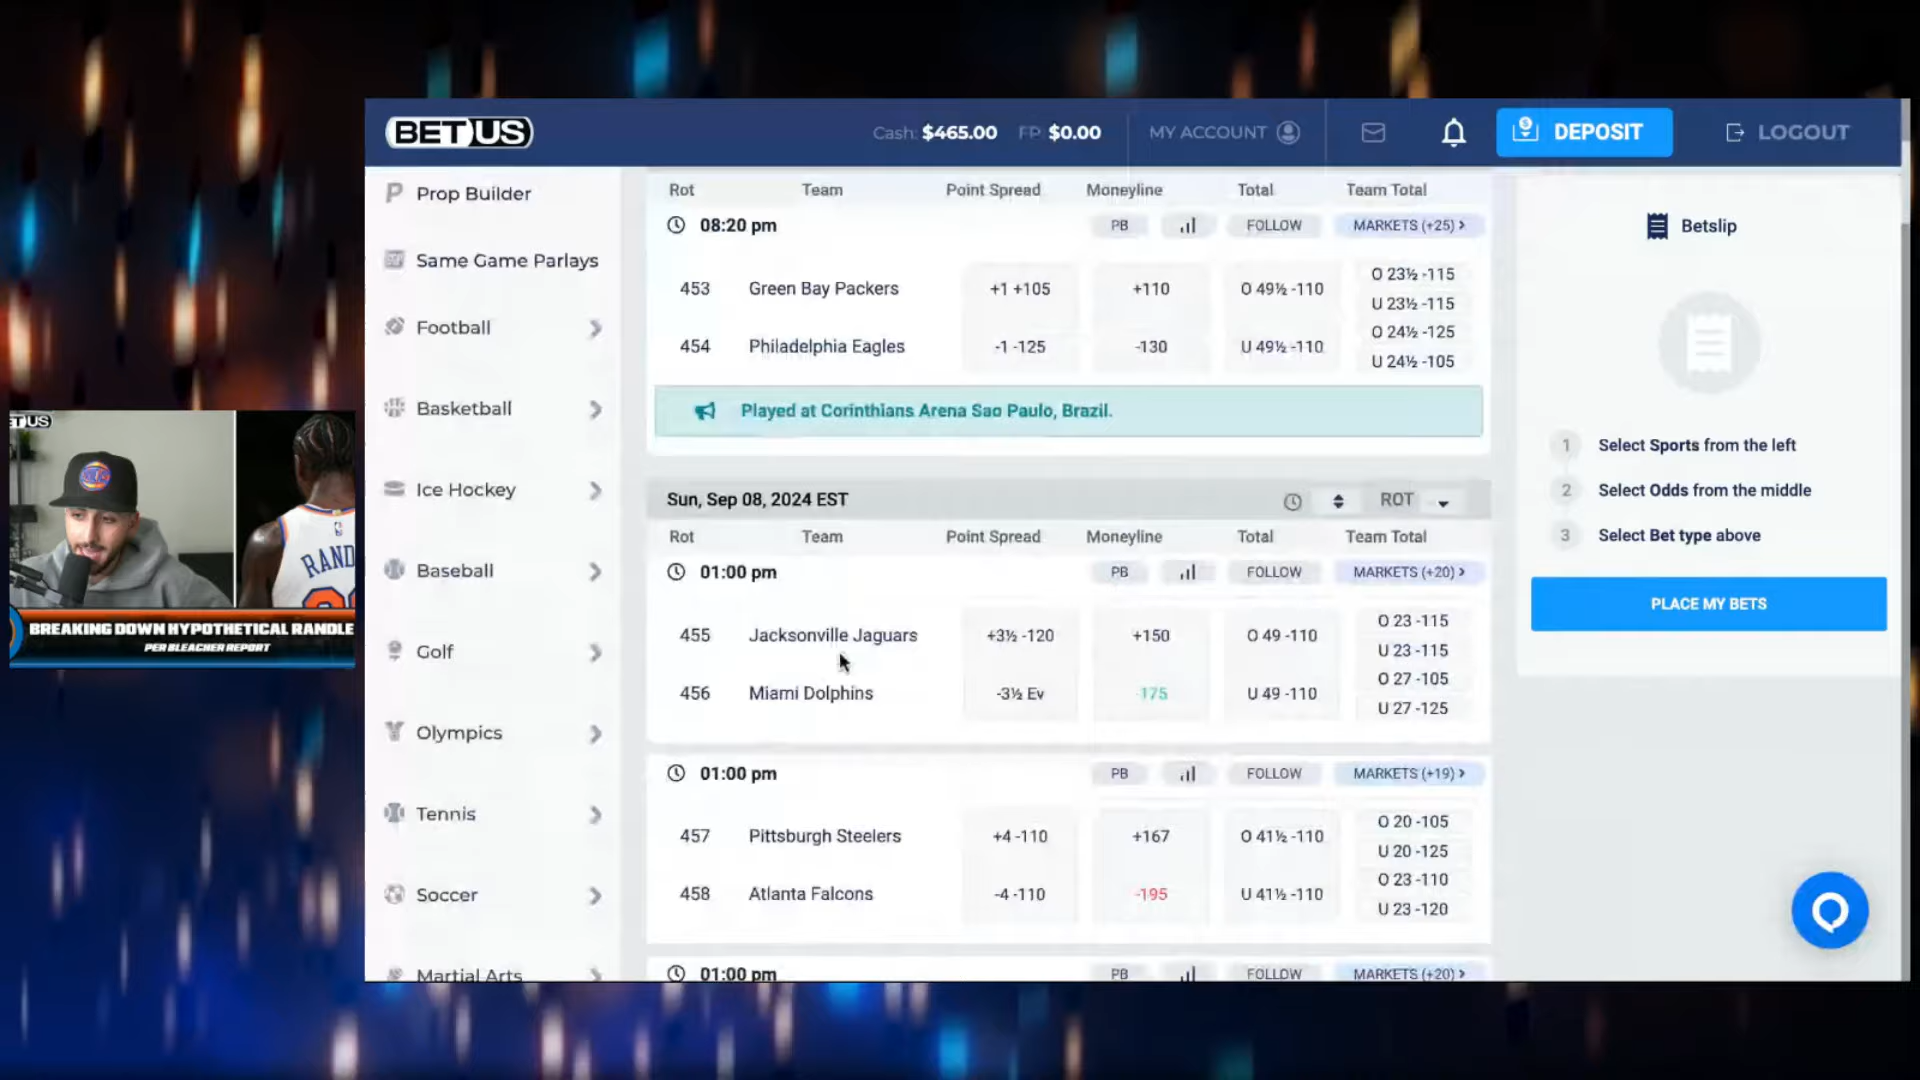 BETUS
Cash: $465.00 FP $0.00
MY ACCOUNT
DEPOSIT
LOGOUT
Prop Builder
Same Game Parlays
Football
Basketball
Ice Hockey
Baseball
Golf
Olympics
Tennis
Soccer
Martial Arts
Rot Team Point Spread Moneyline Total Team Total
08:20 pm PB FOLLOW MARKETS (+25) >
453 Green Bay Packers +1 +105 +110 O 49½ -110 O 23½ -115
U 23½ -115
454 Philadelphia Eagles -1 -125 -130 U 49½ -110 O 24½ -125
U 24½ -105
Played at Corinthians Arena Sao Paulo, Brazil.
Sun, Sep 08, 2024 EST ROT
Rot Team Point Spread Moneyline Total Team Total
01:00 pm PB FOLLOW MARKETS (+20) >
455 Jacksonville Jaguars +3½ -120 +150 O 49 -110 O 23 -115
U 23 -115
456 Miami Dolphins -3½ Ev -175 U 49 -110 O 27 -105
U 27 -125
01:00 pm PB FOLLOW MARKETS (+19) >
457 Pittsburgh Steelers +4 -110 +167 O 41½ -110 O 20 -105
U 20 -125
458 Atlanta Falcons -4 -110 -195 U 41½ -110 O 23 -110
U 23 -120
01:00 pm PB FOLLOW MARKETS (+20) >
Betslip
1 Select Sports from the left
2 Select Odds from the middle
3 Select Bet type above
PLACE MY BETS
ETUS
RAND
BREAKING DOWN HYPOTHETICAL RANDLE
PER BLEACHER REPORT